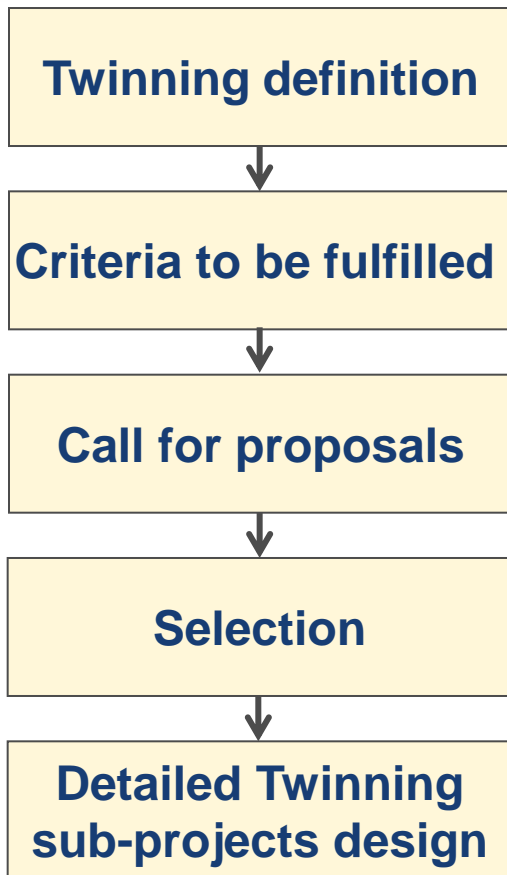 Twinning definition
Criteria to be fulfilled
Call for proposals
Selection
Detailed Twinning
sub-projects design